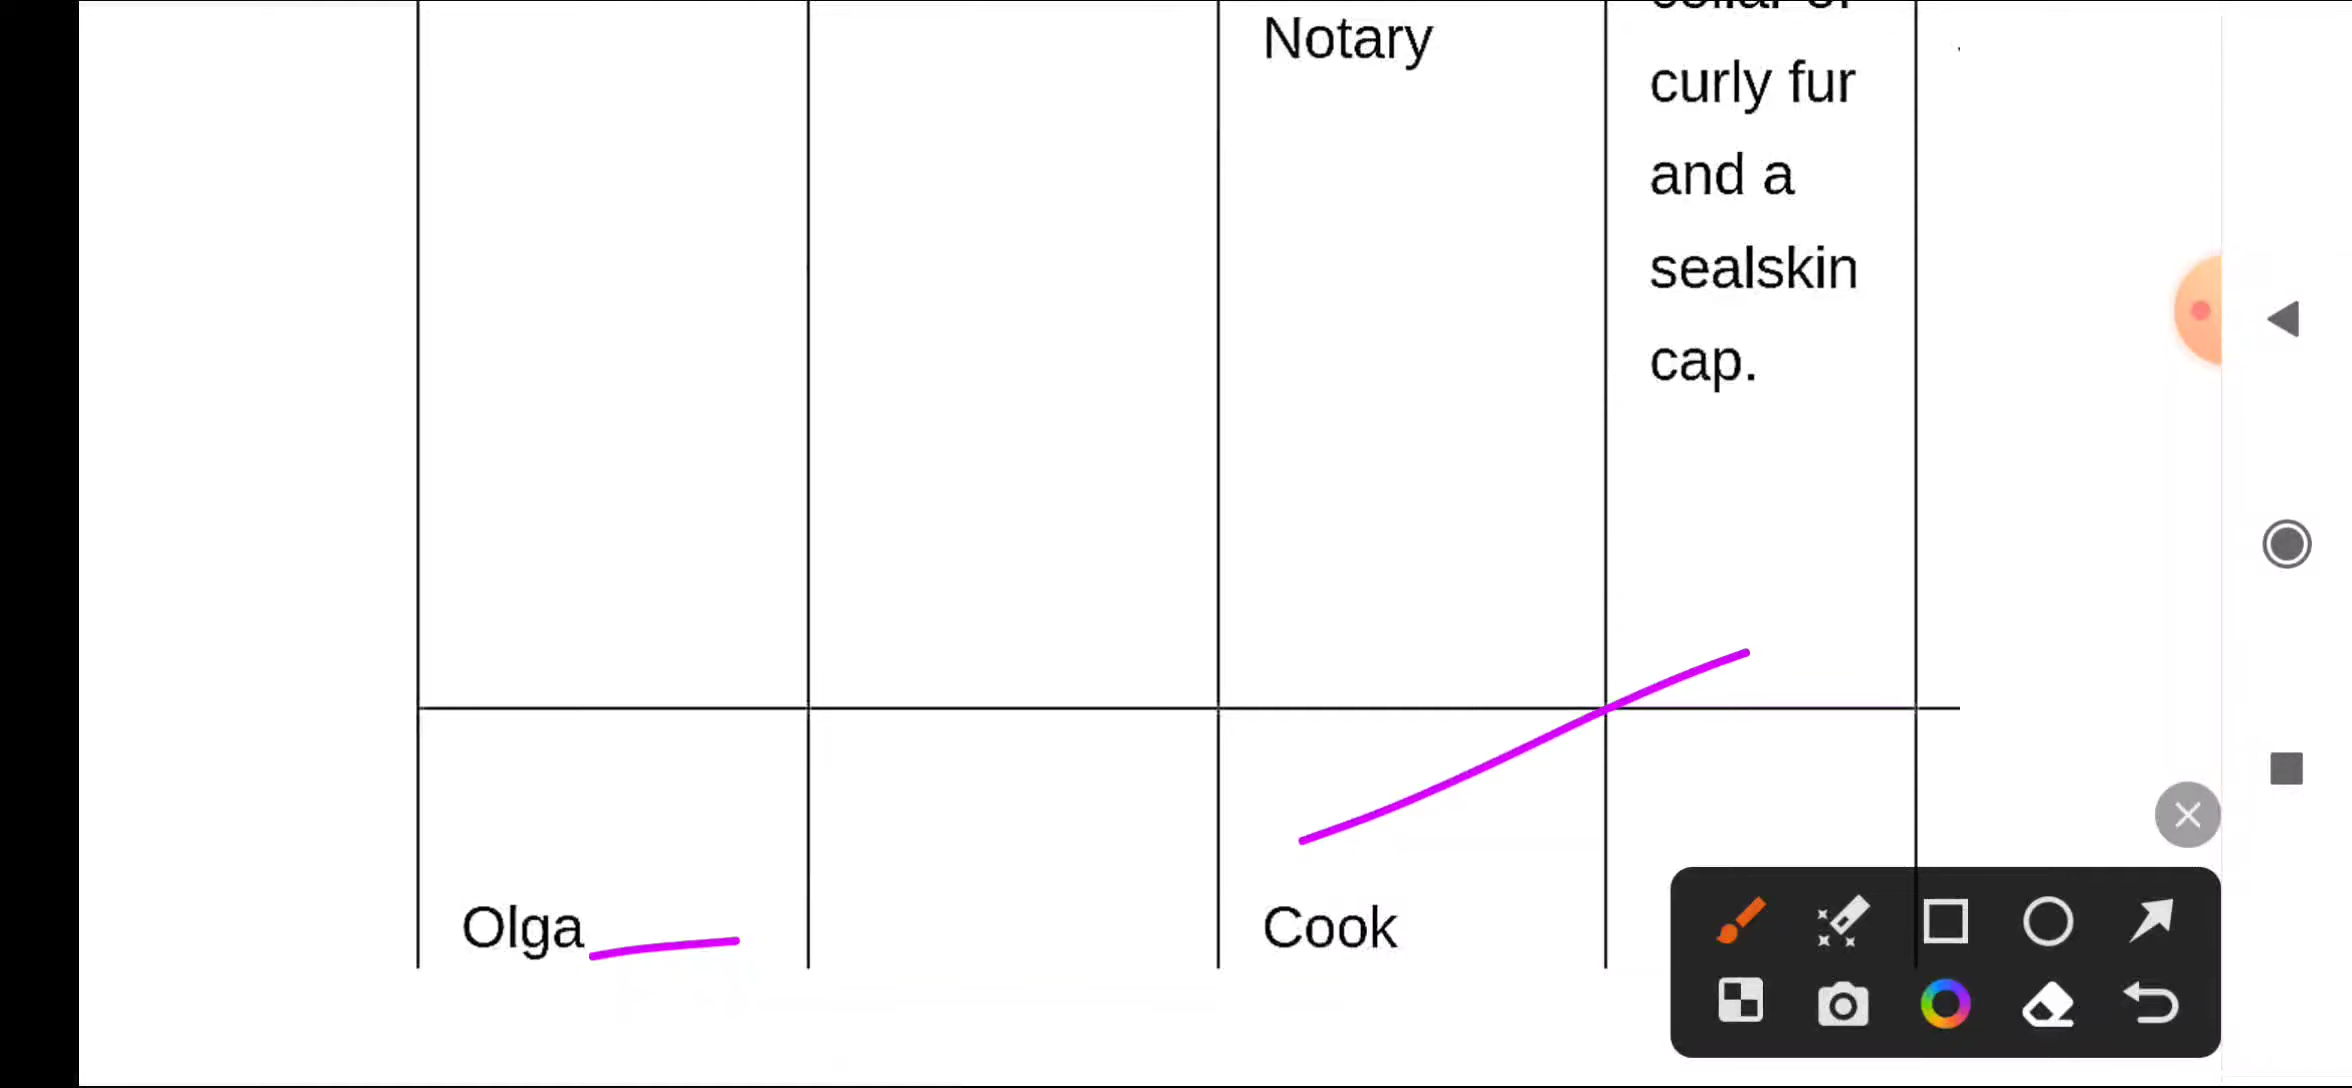 Notary
curly fur
and a
sealskin
cap.
Olga
Cook